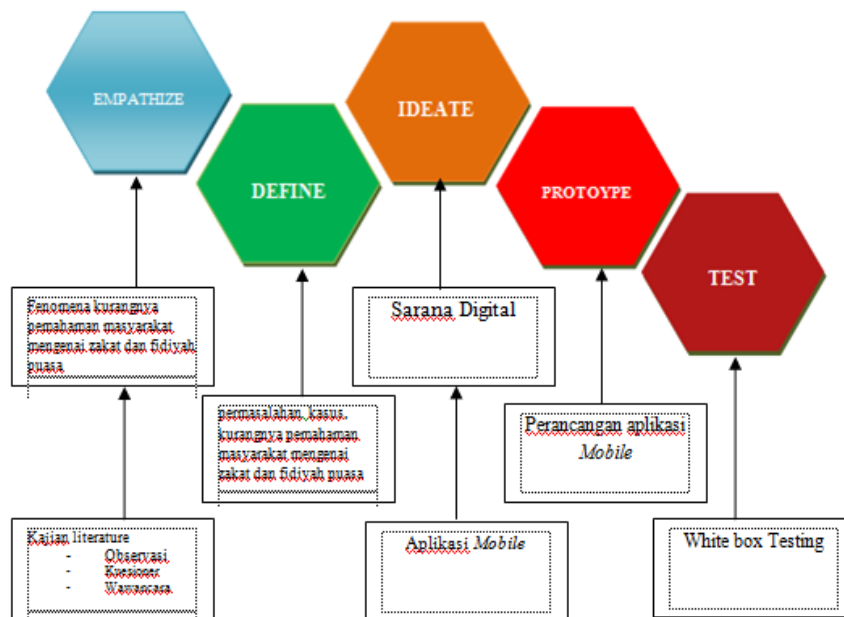 EMPATHIZE
DEFINE
IDEATE
PROTOYPE
TEST
Fenomena kurangnya
pemahaman masyarakat
mengenai zakat dan fidiyah
puasa
Sarana Digital
permasalahan, kasus,
kurangnya pemahaman
masyarakat mengenai
zakat dan fidiyah puasa
Perancangan aplikasi
Mobile
Kajian literature
- Observasi
- Kuesioner
- Wawancara
Aplikasi Mobile
White box Testing